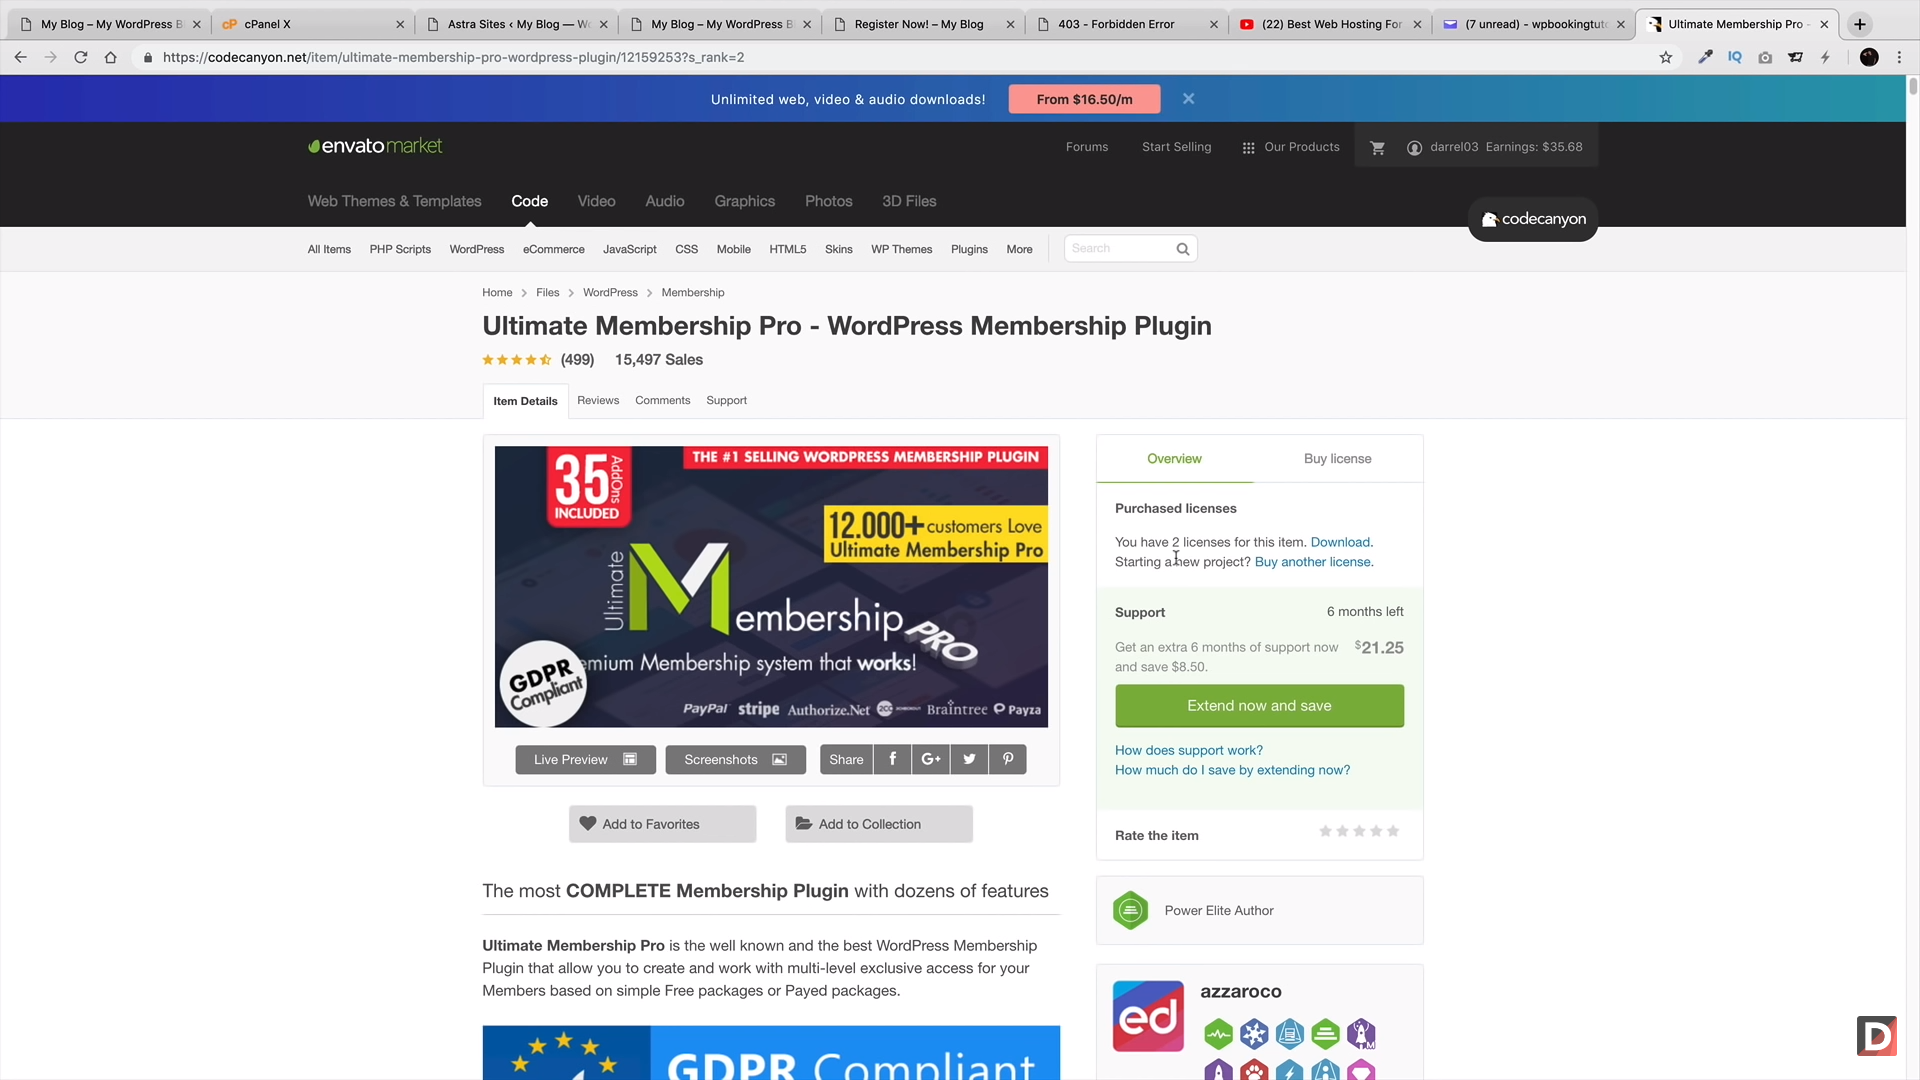 My Blog – My WordPress B
cPanel X
Astra Sites ‹ My Blog — W
My Blog – My WordPress B
Register Now! – My Blog
403 - Forbidden Error
(22) Best Web Hosting For
(7 unread) - wpbookingtut
Ultimate Membership Pro -
https://codecanyon.net/item/ultimate-membership-pro-wordpress-plugin/12159253?s_rank=2
IQ
Unlimited web, video & audio downloads!
From $16.50/m
envatomarket
Forums
Start Selling
Our Products
darrel03 Earnings: $35.68
Web Themes & Templates
Code
Video
Audio
Graphics
Photos
3D Files
codecanyon
All Items
PHP Scripts
WordPress
eCommerce
JavaScript
CSS
Mobile
HTML5
Skins
WP Themes
Plugins
More
Search
Home
Files
WordPress
Membership
Ultimate Membership Pro - WordPress Membership Plugin
(499)
15,497 Sales
Item Details
Reviews
Comments
Support
35
AddOns
INCLUDED
THE #1 SELLING WORDPRESS MEMBERSHIP PLUGIN
12.000+ customers Love
Ultimate Membership Pro
Ultimate
Membership PRO
emium Membership system that works!
GDPR
Compliant
PayPal
stripe
Authorize.Net
Braintree
Payza
Live Preview
Screenshots
Share
Add to Favorites
Add to Collection
The most COMPLETE Membership Plugin with dozens of features
Ultimate Membership Pro is the well known and the best WordPress Membership
Plugin that allow you to create and work with multi-level exclusive access for your
Members based on simple Free packages or Payed packages.
GDPR Compliant
Overview
Buy license
Purchased licenses
You have 2 licenses for this item. Download.
Starting a new project? Buy another license.
Support
6 months left
Get an extra 6 months of support now
and save $8.50.
$21.25
Extend now and save
How does support work?
How much do I save by extending now?
Rate the item
Power Elite Author
ed
azzaroco
D